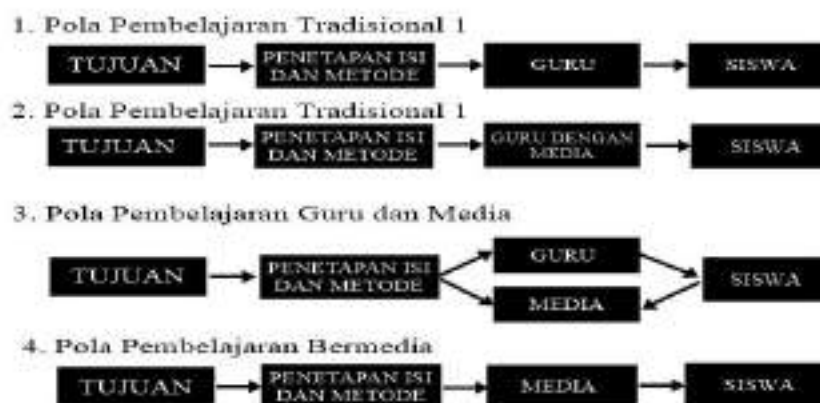 1. Pola Pembelajaran Tradisional 1
TUJUAN
PENETAPAN ISI
DAN METODE
GURU
SISWA
2. Pola Pembelajaran Tradisional 1
TUJUAN
PENETAPAN ISI
DAN METODE
GURU DENGAN
MEDIA
SISWA
3. Pola Pembelajaran Guru dan Media
TUJUAN
PENETAPAN ISI
DAN METODE
GURU
MEDIA
SISWA
4. Pola Pembelajaran Bermedia
TUJUAN
PENETAPAN ISI
DAN METODE
MEDIA
SISWA